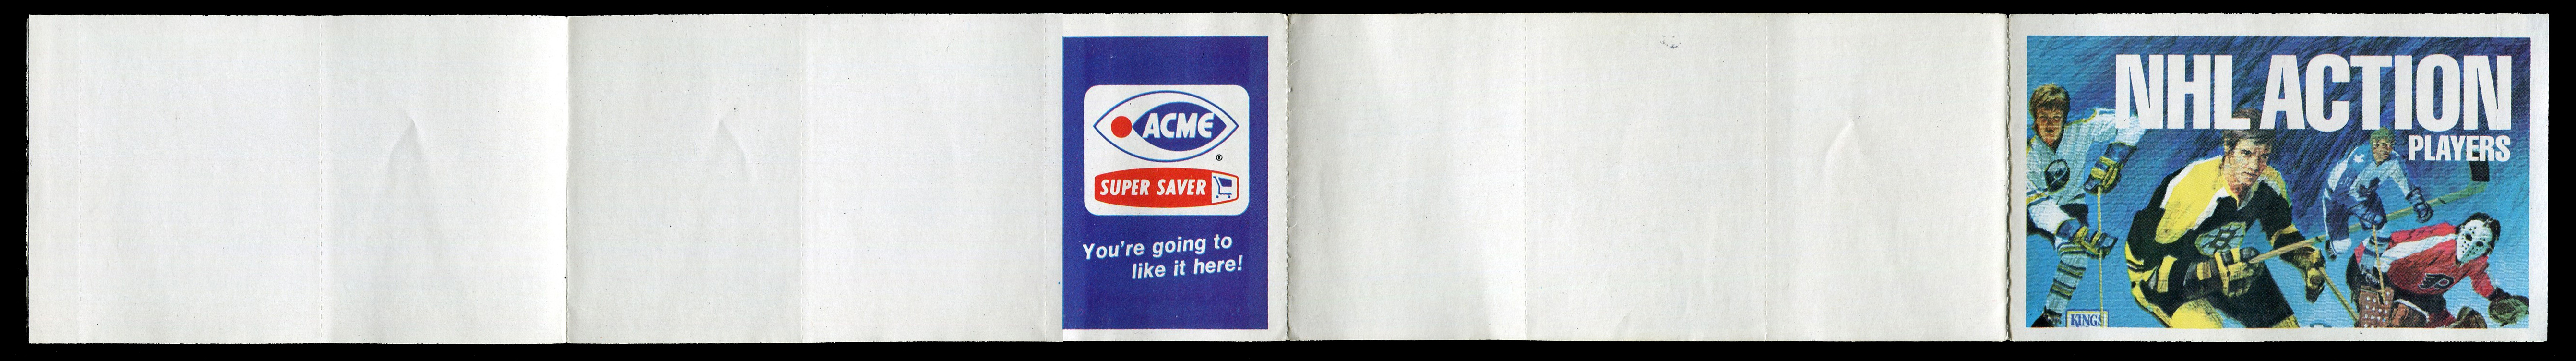 ACME
®
SUPER SAVER
You're going to
like it here!
NHL ACTION
PLAYERS
KINGS